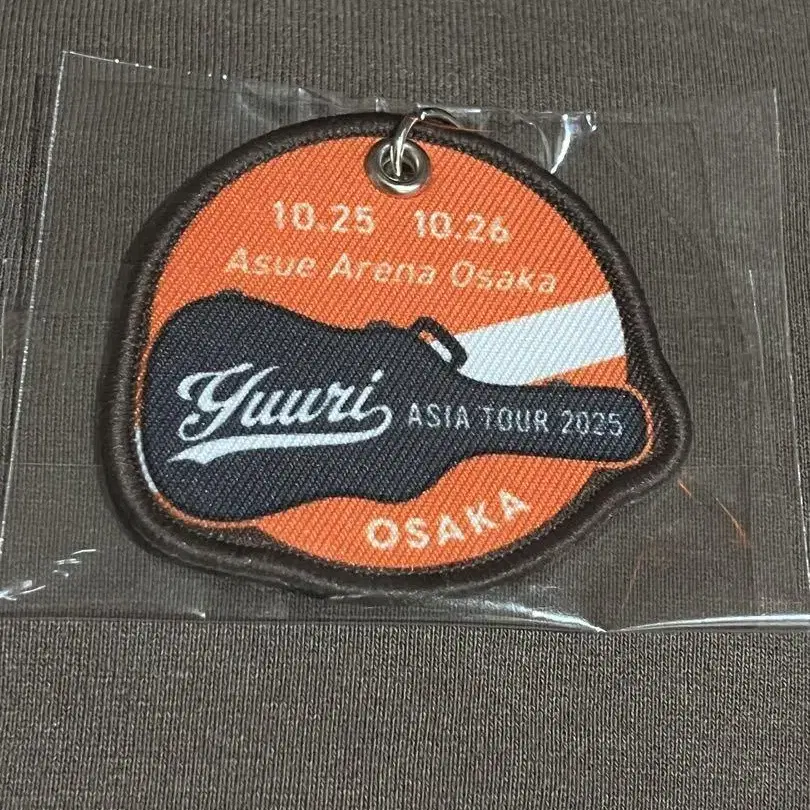 10.25 10.26
Asue Arena Osaka
Yuuri ASIA TOUR 2025
OSAKA